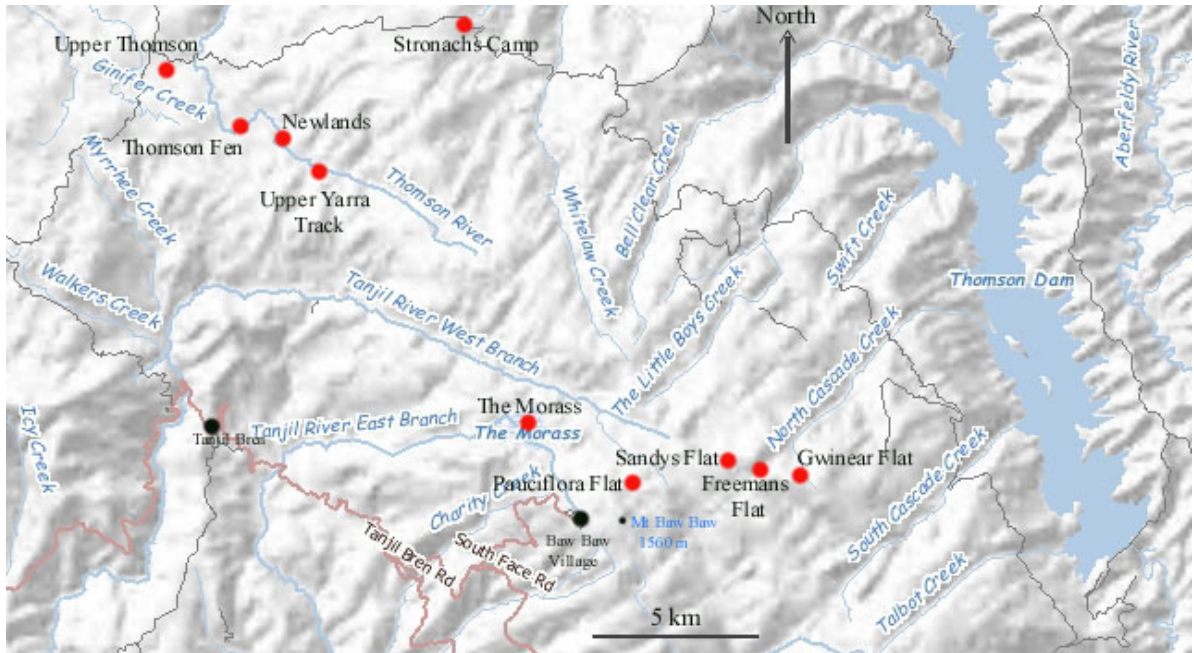 North
Upper Thomson
Stronachs-Camp
Ginifer Creek
Aberfeldy River
Newlands
Thomson Fen
Myrrhee Creek
Upper Yarra
Track
Thomson River
Whitelaw Creek
Bell Clear Creek
Swift Creek
Walkers Creek
Tanjil River West Branch
Thomson Dam
The Little Boys Creek
North Cascade Creek
Icy Creek
Tanjil Bren
Tanjil River East Branch
The Morass
The Morass
Sandys Flat
Gwinear Flat
Pauciflora Flat
Freemans
Flat
Charity Creek
South Cascade Creek
Baw Baw
Village
Mt Baw Baw
1560 m
Tanjil Bren Rd
South Face Rd
Talbot Creek
5 km